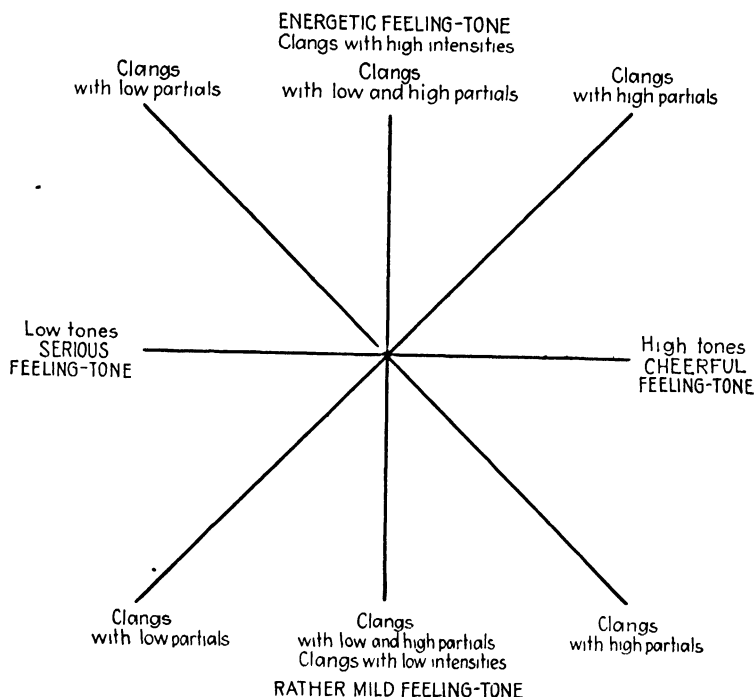 ENERGETIC FEELING-TONE
Clangs with high intensities
Clangs
with low partials
Clangs
with low and high partials
Clangs
with high partials
Low tones
SERIOUS
FEELING-TONE
High tones
CHEERFUL
FEELING-TONE
Clangs
with low partials
Clangs
with low and high partials
Clangs with low intensities
Clangs
with high partials
RATHER MILD FEELING-TONE